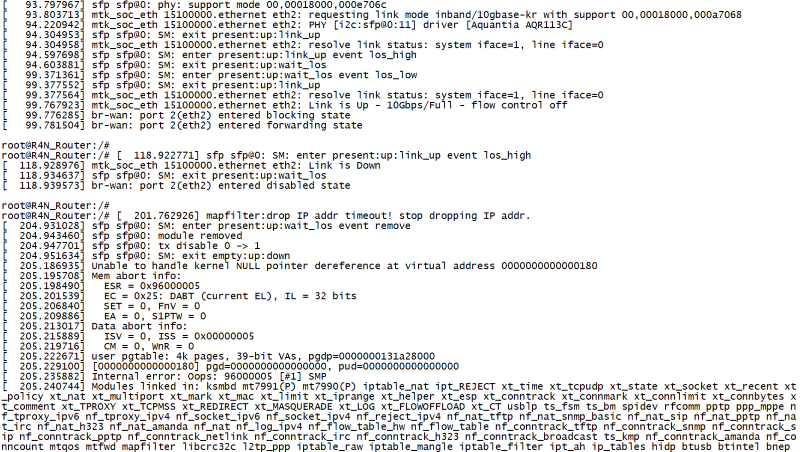 [   93.797967] sfp sfp@0: phy: support mode 00,00018000,000e706c
[   93.803713] mtk_soc_eth 15100000.ethernet eth2: requesting link mode inband/10gbase-kr with support 00,00018000,000a7068
[   94.220942] mtk_soc_eth 15100000.ethernet eth2: PHY [i2c:sfp@0:11] driver [Aquantia AQR113C]
[   94.304953] sfp sfp@0: SM: exit present:up:link_up
[   94.304958] mtk_soc_eth 15100000.ethernet eth2: resolve link status: system iface=1, line iface=0
[   94.597698] sfp sfp@0: SM: enter present:up:link_up event los_high
[   94.603881] sfp sfp@0: SM: exit present:up:wait_los
[   99.371361] sfp sfp@0: SM: enter present:up:wait_los event los_low
[   99.377552] sfp sfp@0: SM: exit present:up:link_up
[   99.377564] mtk_soc_eth 15100000.ethernet eth2: resolve link status: system iface=1, line iface=0
[   99.767923] mtk_soc_eth 15100000.ethernet eth2: Link is Up - 10Gbps/Full - flow control off
[   99.776285] br-wan: port 2(eth2) entered blocking state
[   99.781504] br-wan: port 2(eth2) entered forwarding state
root@R4N_Router:/#
root@R4N_Router:/# [  118.922771] sfp sfp@0: SM: enter present:up:link_up event los_high
[  118.928976] mtk_soc_eth 15100000.ethernet eth2: Link is Down
[  118.934637] sfp sfp@0: SM: exit present:up:wait_los
[  118.939573] br-wan: port 2(eth2) entered disabled state
root@R4N_Router:/#
root@R4N_Router:/# [  201.762926] mapfilter:drop IP addr timeout! stop dropping IP addr.
[  204.931028] sfp sfp@0: SM: enter present:up:wait_los event remove
[  204.943460] sfp sfp@0: module removed
[  204.947701] sfp sfp@0: tx disable 0 -> 1
[  204.951634] sfp sfp@0: SM: exit empty:up:down
[  205.186935] Unable to handle kernel NULL pointer dereference at virtual address 0000000000000180
[  205.195708] Mem abort info:
[  205.198490]   ESR = 0x96000005
[  205.201539]   EC = 0x25: DABT (current EL), IL = 32 bits
[  205.206840]   SET = 0, FnV = 0
[  205.209886]   EA = 0, S1PTW = 0
[  205.213017] Data abort info:
[  205.215889]   ISV = 0, ISS = 0x00000005
[  205.219716]   CM = 0, WnR = 0
[  205.222671] user pgtable: 4k pages, 39-bit VAs, pgdp=0000000131a28000
[  205.229100] [0000000000000180] pgd=0000000000000000, pud=0000000000000000
[  205.235882] Internal error: Oops: 96000005 [#1] SMP
[  205.240744] Modules linked in: ksmbd mt7991(P) mt7990(P) iptable_nat ipt_REJECT xt_time xt_tcpudp xt_state xt_socket xt_recent xt
_policy xt_nat xt_multiport xt_mark xt_mac xt_limit xt_iprange xt_helper xt_esp xt_conntrack xt_connmark xt_connlimit xt_connbytes x
t_comment xt_TPROXY xt_TCPMSS xt_REDIRECT xt_MASQUERADE xt_LOG xt_FLOWOFFLOAD xt_CT usblp ts_fsm ts_bm spidev rfcomm pptp ppp_mppe n
f_tproxy_ipv6 nf_tproxy_ipv4 nf_socket_ipv6 nf_socket_ipv4 nf_reject_ipv4 nf_nat_tftp nf_nat_snmp_basic nf_nat_sip nf_nat_pptp nf_na
t_irc nf_nat_h323 nf_nat_amanda nf_nat nf_log_ipv4 nf_flow_table_hw nf_flow_table nf_conntrack_tftp nf_conntrack_snmp nf_conntrack_s
ip nf_conntrack_pptp nf_conntrack_netlink nf_conntrack_irc nf_conntrack_h323 nf_conntrack_broadcast ts_kmp nf_conntrack_amanda nf_co
nncount mtqos mtfwd mapfilter libcrc32c l2tp_ppp iptable_raw iptable_mangle iptable_filter ipt_ah ip_tables hidp btusb btintel bnep